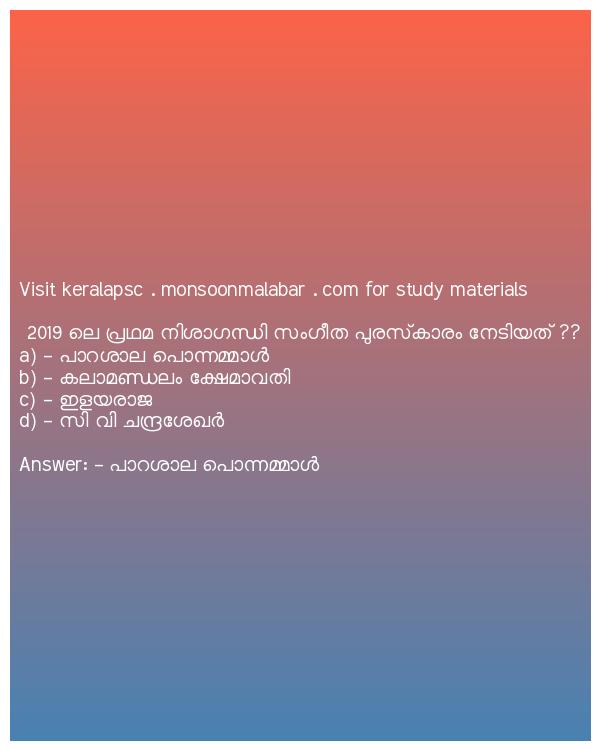 Visit keralapsc . monsoonmalabar . com for study materials
2019 ലെ പ്രഥമ നിശാഗന്ധി സംഗീത പുരസ്കാരം നേടിയത് ??
a) - പാറശാല പൊന്നമ്മാൾ
b) - കലാമണ്ഡലം ക്ഷേമാവതി
c) - ഇളയരാജ
d) - സി വി ചന്ദ്രശേഖർ
Answer: - പാറശാല പൊന്നമ്മാൾ